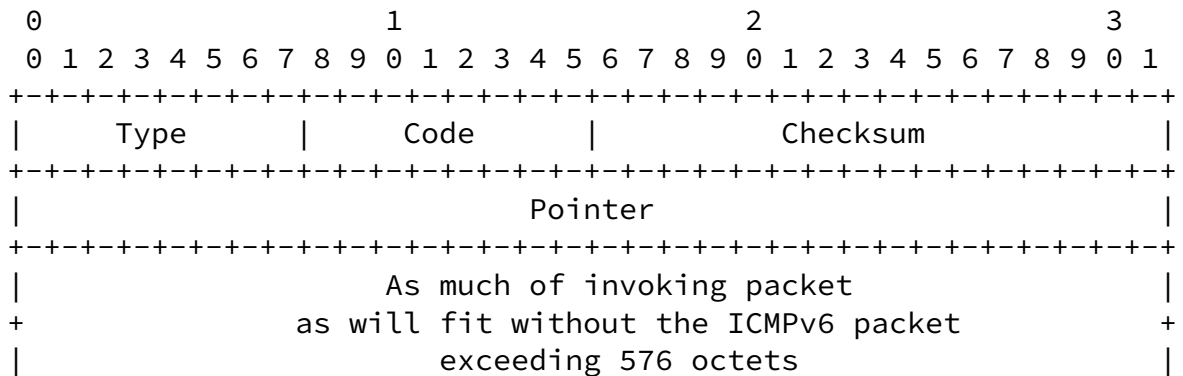 0                   1                   2                   3
 0 1 2 3 4 5 6 7 8 9 0 1 2 3 4 5 6 7 8 9 0 1 2 3 4 5 6 7 8 9 0 1
+-+-+-+-+-+-+-+-+-+-+-+-+-+-+-+-+-+-+-+-+-+-+-+-+-+-+-+-+-+-+-+-+
|     Type      |     Code      |          Checksum             |
+-+-+-+-+-+-+-+-+-+-+-+-+-+-+-+-+-+-+-+-+-+-+-+-+-+-+-+-+-+-+-+-+
|                            Pointer                            |
+-+-+-+-+-+-+-+-+-+-+-+-+-+-+-+-+-+-+-+-+-+-+-+-+-+-+-+-+-+-+-+-+
|                    As much of invoking packet                 |
+               as will fit without the ICMPv6 packet           +
|                       exceeding 576 octets                    |